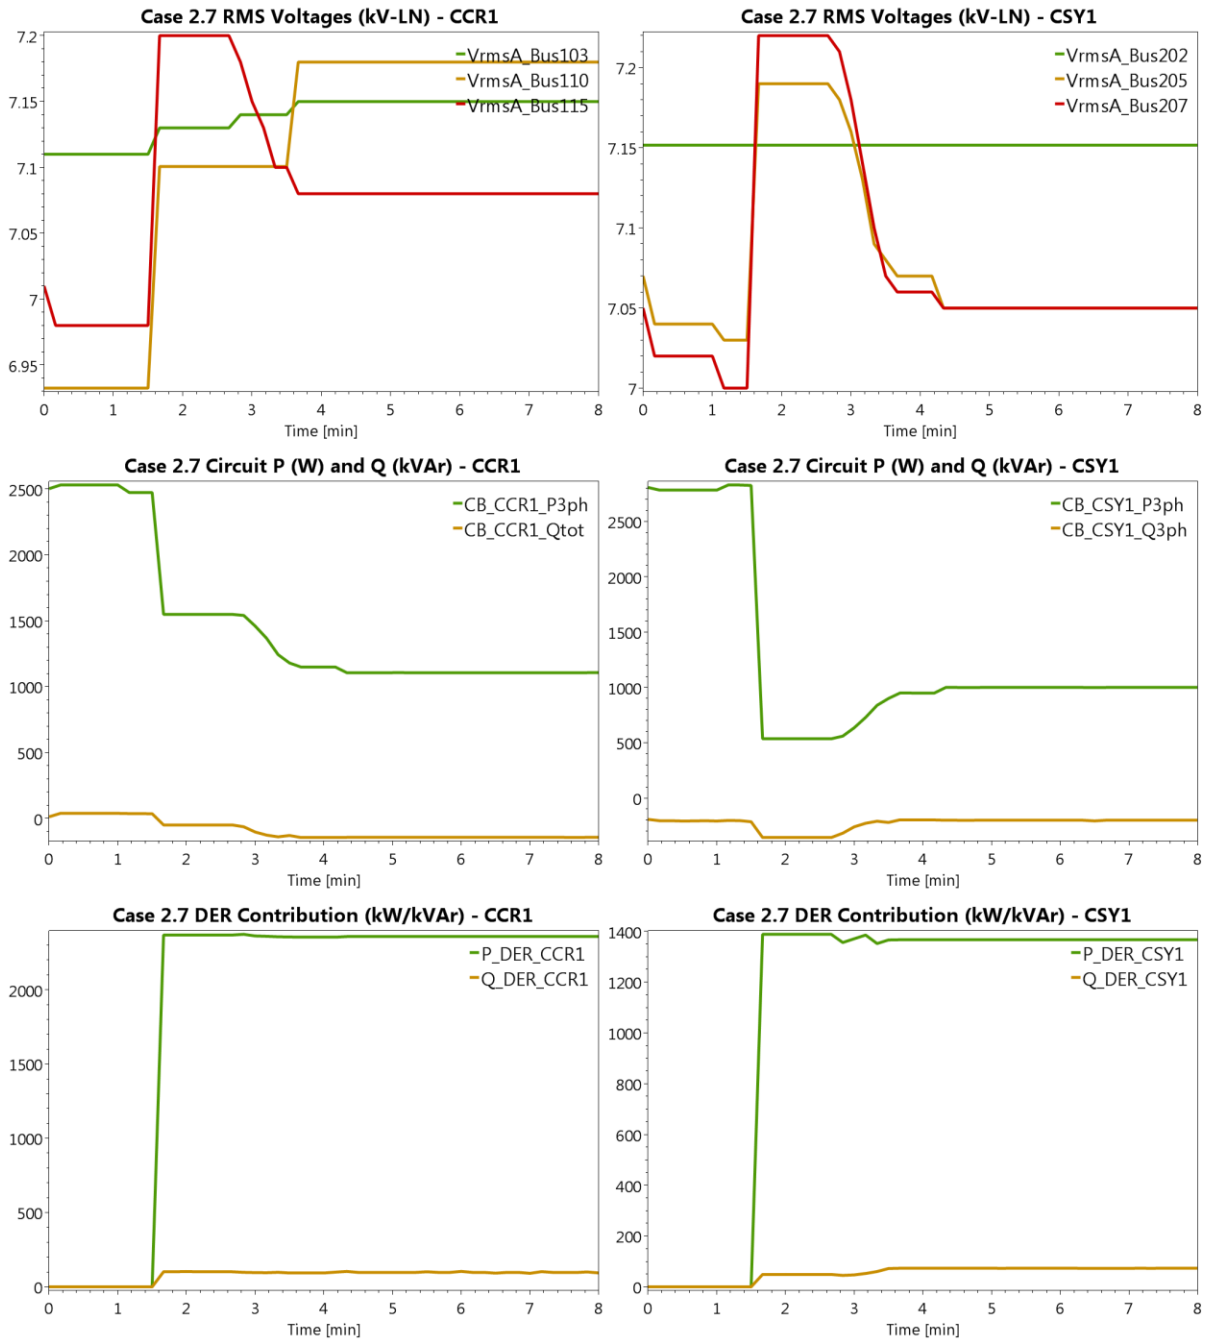 Case 2.7 RMS Voltages (kV-LN) - CCR1
7.2
7.15
7.1
7.05
7
6.95
VrmsA_Bus103
VrmsA_Bus110
VrmsA_Bus115
0 1 2 3 4 5 6 7 8
Time [min]
Case 2.7 RMS Voltages (kV-LN) - CSY1
7.2
7.15
7.1
7.05
7
VrmsA_Bus202
VrmsA_Bus205
VrmsA_Bus207
0 1 2 3 4 5 6 7 8
Time [min]
Case 2.7 Circuit P (W) and Q (kVAr) - CCR1
2500
2000
1500
1000
500
0
CB_CCR1_P3ph
CB_CCR1_Qtot
0 1 2 3 4 5 6 7 8
Time [min]
Case 2.7 Circuit P (W) and Q (kVAr) - CSY1
2500
2000
1500
1000
500
0
CB_CSY1_P3ph
CB_CSY1_Q3ph
0 1 2 3 4 5 6 7 8
Time [min]
Case 2.7 DER Contribution (kW/kVAr) - CCR1
2000
1500
1000
500
0
P_DER_CCR1
Q_DER_CCR1
0 1 2 3 4 5 6 7 8
Time [min]
Case 2.7 DER Contribution (kW/kVAr) - CSY1
1400
1200
1000
800
600
400
200
0
P_DER_CSY1
Q_DER_CSY1
0 1 2 3 4 5 6 7 8
Time [min]